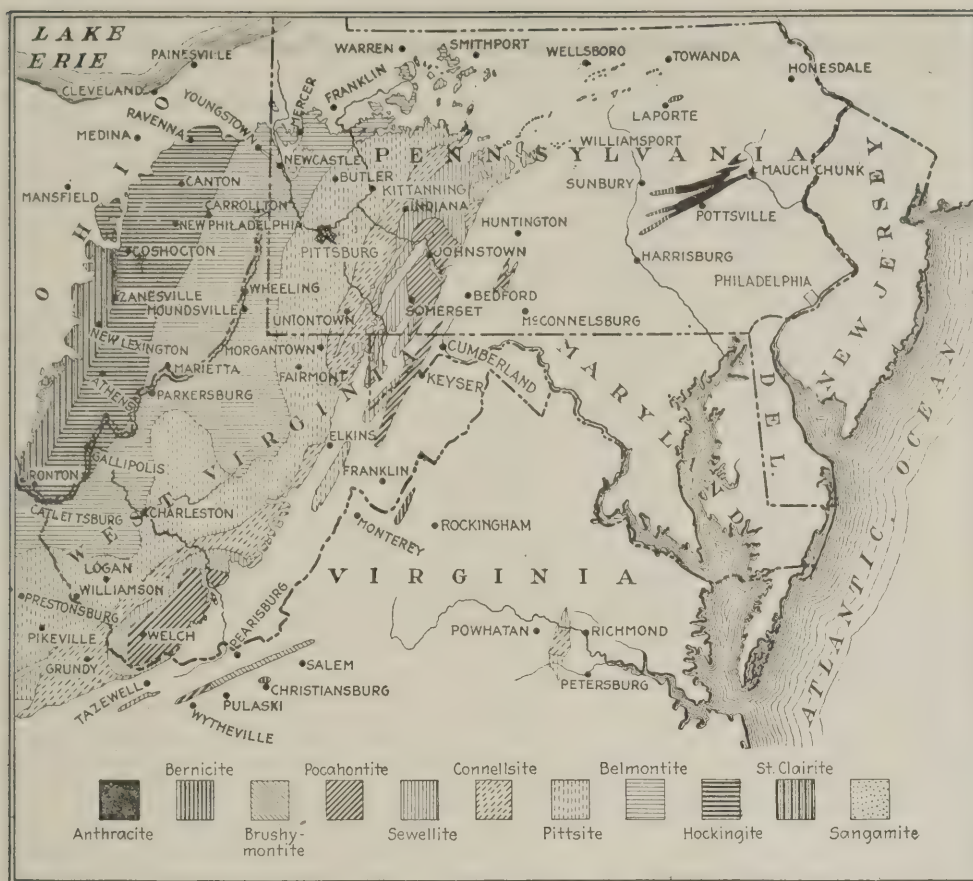 LAKE
ERIE
PAINESVILLE
CLEVELAND
WARREN
SMITHPORT
WELLSBORO
TOWANDA
HONESDALE
YOUNGSTOWN
MERCER
FRANKLIN
LAPORTE
RAVENNA
MEDINA
WILLIAMSPORT
PENNSYLVANIA
NEWCASTLE
MANSFIELD
CANTON
BUTLER
KITTANNING
SUNBURY
MAUCH CHUNK
OHIO
CARROLLTON
INDIANA
POTTSVILLE
NEW PHILADELPHIA
HUNTINGTON
COSHOCTON
PITTSBURG
JOHNSTOWN
HARRISBURG
NEW JERSEY
PHILADELPHIA
ZANESVILLE
WHEELING
MOUNDSVILLE
UNIONTOWN
SOMERSET
BEDFORD
McCONNELSBURG
NEW LEXINGTON
MORGANTOWN
CUMBERLAND
MARYLAND
DEL.
MARIETTA
FAIRMONT
KEYSER
ATHENS
PARKERSBURG
WEST VIRGINIA
ELKINS
ATLANTIC OCEAN
IRONTON
GALLIPOLIS
FRANKLIN
CATLETTSBURG
CHARLESTON
MONTEREY
ROCKINGHAM
LOGAN
WILLIAMSON
VIRGINIA
PRESTONSBURG
PEARISBURG
PIKEVILLE
WELCH
POWHATAN
RICHMOND
GRUNDY
SALEM
PETERSBURG
TAZEWELL
CHRISTIANSBURG
PULASKI
WYTHEVILLE
Bernicite
Pocahontite
Connellsite
Belmontite
St. Clairite
Anthracite
Brushy-
montite
Sewellite
Pittsite
Hockingite
Sangamite